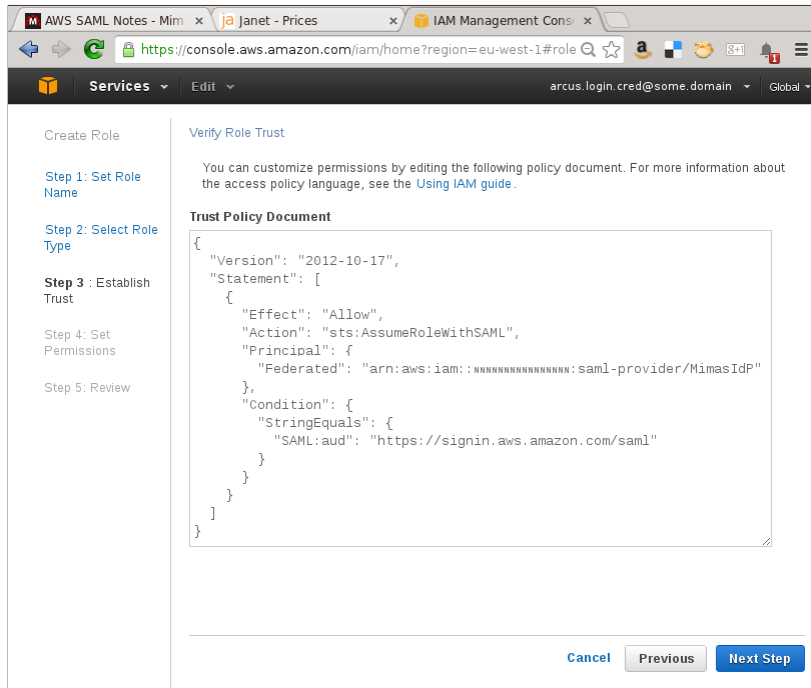 AWS SAML Notes - Mim
Janet - Prices
IAM Management Cons
https://console.aws.amazon.com/iam/home?region=eu-west-1#role
Services
Edit
arcus.login.cred@some.domain
Global
Create Role
Step 1: Set Role
Name
Step 2: Select Role
Type
Step 3 : Establish
Trust
Step 4: Set
Permissions
Step 5: Review
Verify Role Trust
You can customize permissions by editing the following policy document. For more information about
the access policy language, see the Using IAM guide.
Trust Policy Document
{
"Version": "2012-10-17",
"Statement": [
{
"Effect": "Allow",
"Action": "sts:AssumeRoleWithSAML",
"Principal": {
"Federated": "arn:aws:iam::NNNNNNNNNNNNNNNN:saml-provider/MimasIdP"
},
"Condition": {
"StringEquals": {
"SAML:aud": "https://signin.aws.amazon.com/saml"
}
}
}
]
}
Cancel
Previous
Next Step